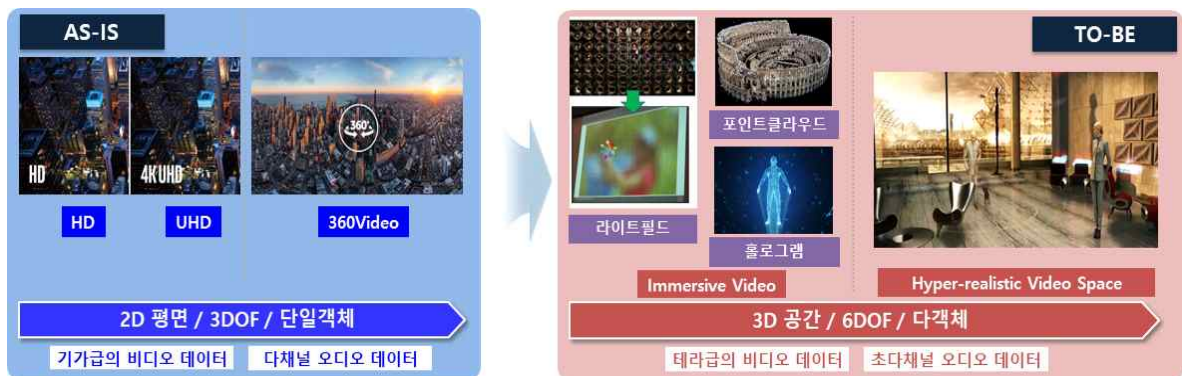 AS-IS
HD
4K UHD
360°
HD
UHD
360Video
2D 평면 / 3DOF / 단일객체
기가급의 비디오 데이터
다채널 오디오 데이터
TO-BE
포인트클라우드
라이트필드
홀로그램
Immersive Video
Hyper-realistic Video Space
3D 공간 / 6DOF / 다객체
테라급의 비디오 데이터
초다채널 오디오 데이터